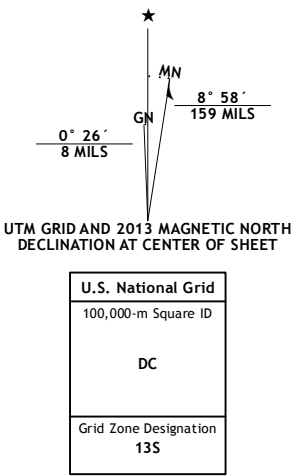 MN
8° 58´
159 MILS
GN
0° 26´
8 MILS
UTM GRID AND 2013 MAGNETIC NORTH
DECLINATION AT CENTER OF SHEET
U.S. National Grid
100,000-m Square ID
DC
Grid Zone Designation
13S